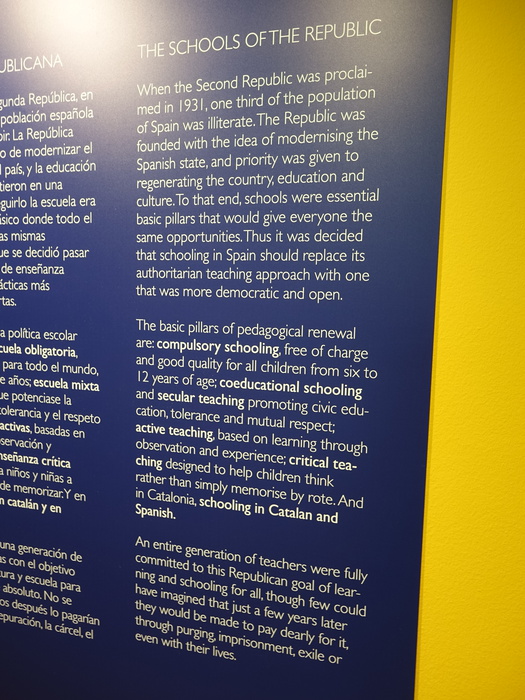 UBLICANA
gunda República, en
población española
bir. La República
o de modernizar el
l país, y la educación
tieron en una
guirlo la escuela era
ásico donde todo el
as mismas
ue se decidió pasar
de enseñanza
ácticas más
rtas.
a política escolar
cuela obligatoria,
para todo el mundo,
e años; escuela mixta
ue potenciase la
tolerancia y el respeto
activas, basadas en
servación y
nseñanza crítica
a niños y niñas a
de memorizar. Y en
n catalán y en
una generación de
as con el objetivo
tura y escuela para
absoluto. No se
os después lo pagarían
epuración, la cárcel, el
THE SCHOOLS OF THE REPUBLIC
When the Second Republic was proclai-
med in 1931, one third of the population
of Spain was illiterate. The Republic was
founded with the idea of modernising the
Spanish state, and priority was given to
regenerating the country, education and
culture. To that end, schools were essential
basic pillars that would give everyone the
same opportunities. Thus it was decided
that schooling in Spain should replace its
authoritarian teaching approach with one
that was more democratic and open.
The basic pillars of pedagogical renewal
are: compulsory schooling, free of charge
and good quality for all children from six to
12 years of age; coeducational schooling
and secular teaching promoting civic edu-
cation, tolerance and mutual respect;
active teaching, based on learning through
observation and experience; critical tea-
ching designed to help children think
rather than simply memorise by rote. And
in Catalonia, schooling in Catalan and
Spanish.
An entire generation of teachers were fully
committed to this Republican goal of lear-
ning and schooling for all, though few could
have imagined that just a few years later
they would be made to pay dearly for it,
through purging, imprisonment, exile or
even with their lives.